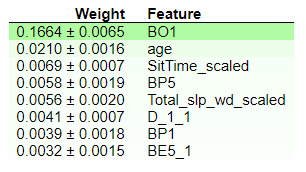 Weight Feature
0.1664 ± 0.0065 BO1
0.0210 ± 0.0016 age
0.0069 ± 0.0007 SitTime_scaled
0.0058 ± 0.0019 BP5
0.0056 ± 0.0020 Total_slp_wd_scaled
0.0041 ± 0.0007 D_1_1
0.0039 ± 0.0018 BP1
0.0032 ± 0.0015 BE5_1